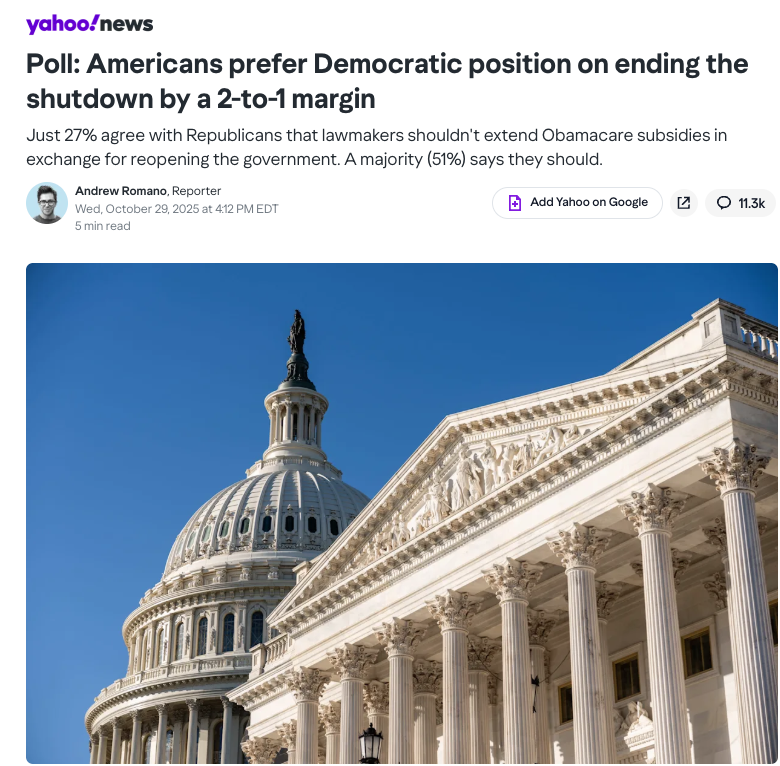 yahoo!news
Poll: Americans prefer Democratic position on ending the
shutdown by a 2-to-1 margin
Just 27% agree with Republicans that lawmakers shouldn't extend Obamacare subsidies in
exchange for reopening the government. A majority (51%) says they should.
Andrew Romano, Reporter
Wed, October 29, 2025 at 4:12 PM EDT
5 min read
Add Yahoo on Google
11.3k